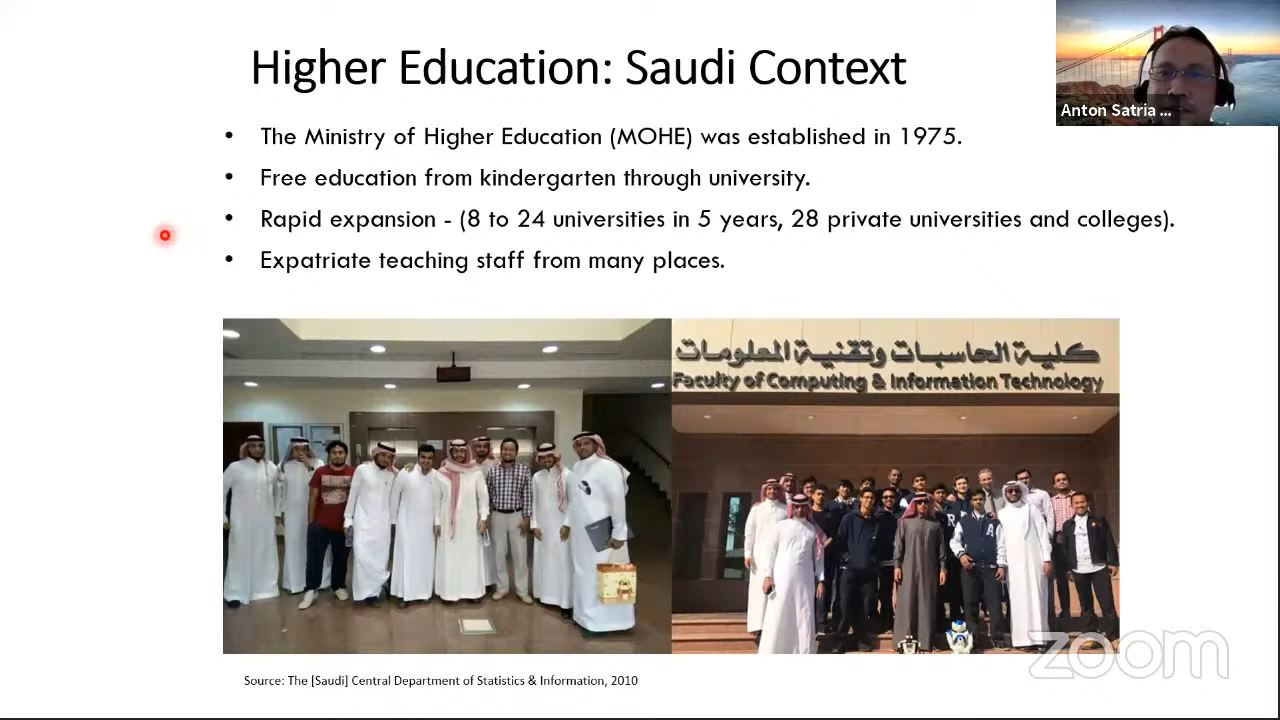 Higher Education: Saudi Context
Anton Satria ...
• The Ministry of Higher Education (MOHE) was established in 1975.
• Free education from kindergarten through university.
• Rapid expansion - (8 to 24 universities in 5 years, 28 private universities and colleges).
• Expatriate teaching staff from many places.
كلية الحاسبات وتقنية المعلومات
Faculty of Computing & Information Technology
R A
zoom
Source: The [Saudi] Central Department of Statistics & Information, 2010